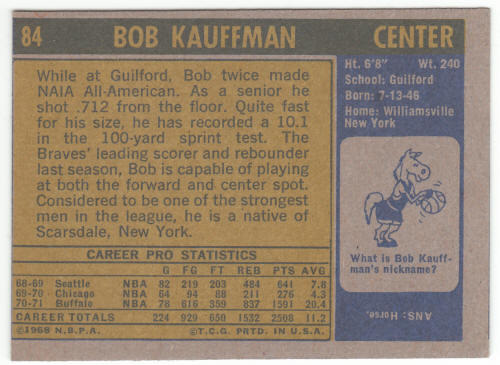 84 BOB KAUFFMAN CENTER
While at Guilford, Bob twice made
NAIA All-American. As a senior he
shot .712 from the floor. Quite fast
for his size, he has recorded a 10.1
in the 100-yard sprint test. The
Braves' leading scorer and rebounder
last season, Bob is capable of playing
at both the forward and center spot.
Considered to be one of the strongest
men in the league, he is a native of
Scarsdale, New York.
Ht. 6'8" Wt. 240
School: Guilford
Born: 7-13-46
Home: Williamsville
New York
What is Bob Kauff-
man's nickname?
ANS: Horse.
CAREER PRO STATISTICS
G FG FT REB PTS AVG
68-69 Seattle NBA 82 219 203 484 641 7.8
69-70 Chicago NBA 64 94 88 211 276 4.3
70-71 Buffalo NBA 78 616 359 837 1591 20.4
CAREER TOTALS 224 929 650 1532 2508 11.2
©1968 N.B.P.A. ©T.C.G. PRTD. IN U.S.A.